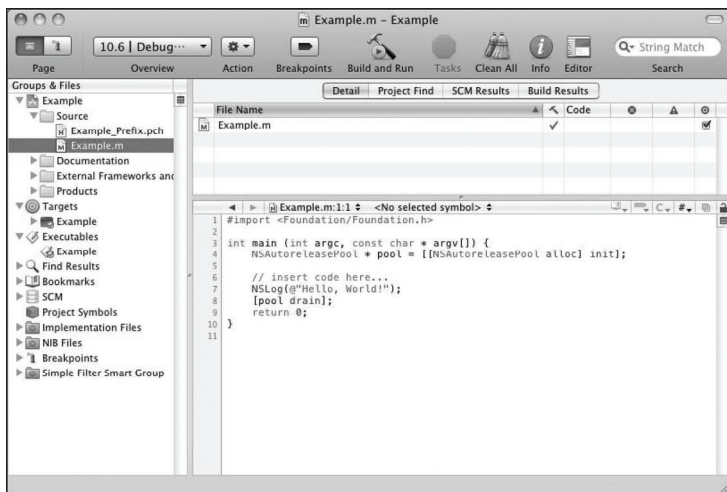 Example.m - Example
10.6 | Debug···
Page
Overview
Action
Breakpoints
Build and Run
Tasks
Clean All
Info
Editor
String Match
Search
Groups & Files
Example
Source
Example_Prefix.pch
Example.m
Documentation
External Frameworks and
Products
Targets
Example
Executables
Example
Find Results
Bookmarks
SCM
Project Symbols
Implementation Files
NIB Files
Breakpoints
Simple Filter Smart Group
Detail
Project Find
SCM Results
Build Results
File Name
Code
Example.m
Example.m:1:1
<No selected symbol>
C
#
1 #import <Foundation/Foundation.h>
2
3 int main (int argc, const char * argv[]) {
4 NSAutoreleasePool * pool = [[NSAutoreleasePool alloc] init];
5
6 // insert code here...
7 NSLog(@"Hello, World!");
8 [pool drain];
9 return 0;
10 }
11